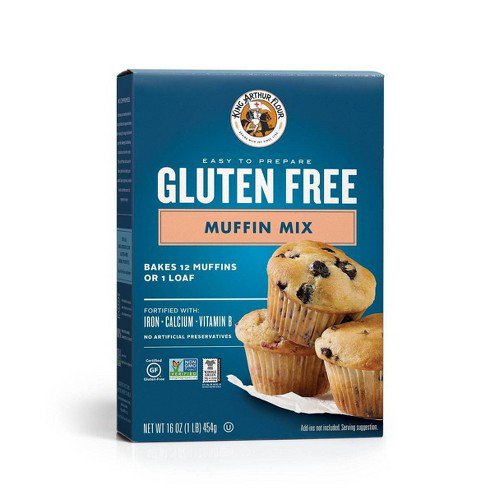 KING ARTHUR FLOUR
EASY TO PREPARE
GLUTEN FREE
MUFFIN MIX
BAKES 12 MUFFINS
OR 1 LOAF
FORTIFIED WITH:
IRON • CALCIUM • VITAMIN B
NO ARTIFICIAL PRESERVATIVES
Certified
GF
Gluten-Free
NON
GMO
VERIFIED
Add-ins not included. Serving suggestion.
NET WT 16 OZ (1 LB) 454g
U